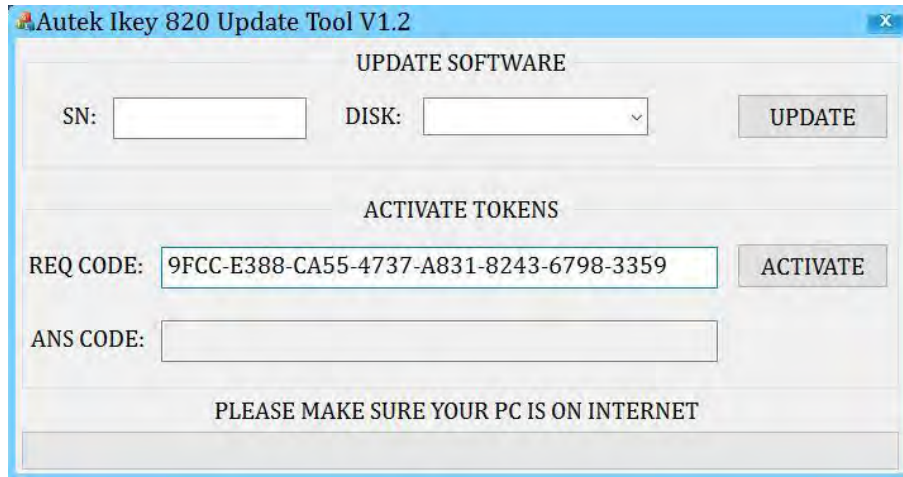 Autek Ikey 820 Update Tool V1.2
x
UPDATE SOFTWARE
SN: DISK: UPDATE
ACTIVATE TOKENS
REQ CODE: 9FCC-E388-CA55-4737-A831-8243-6798-3359 ACTIVATE
ANS CODE:
PLEASE MAKE SURE YOUR PC IS ON INTERNET